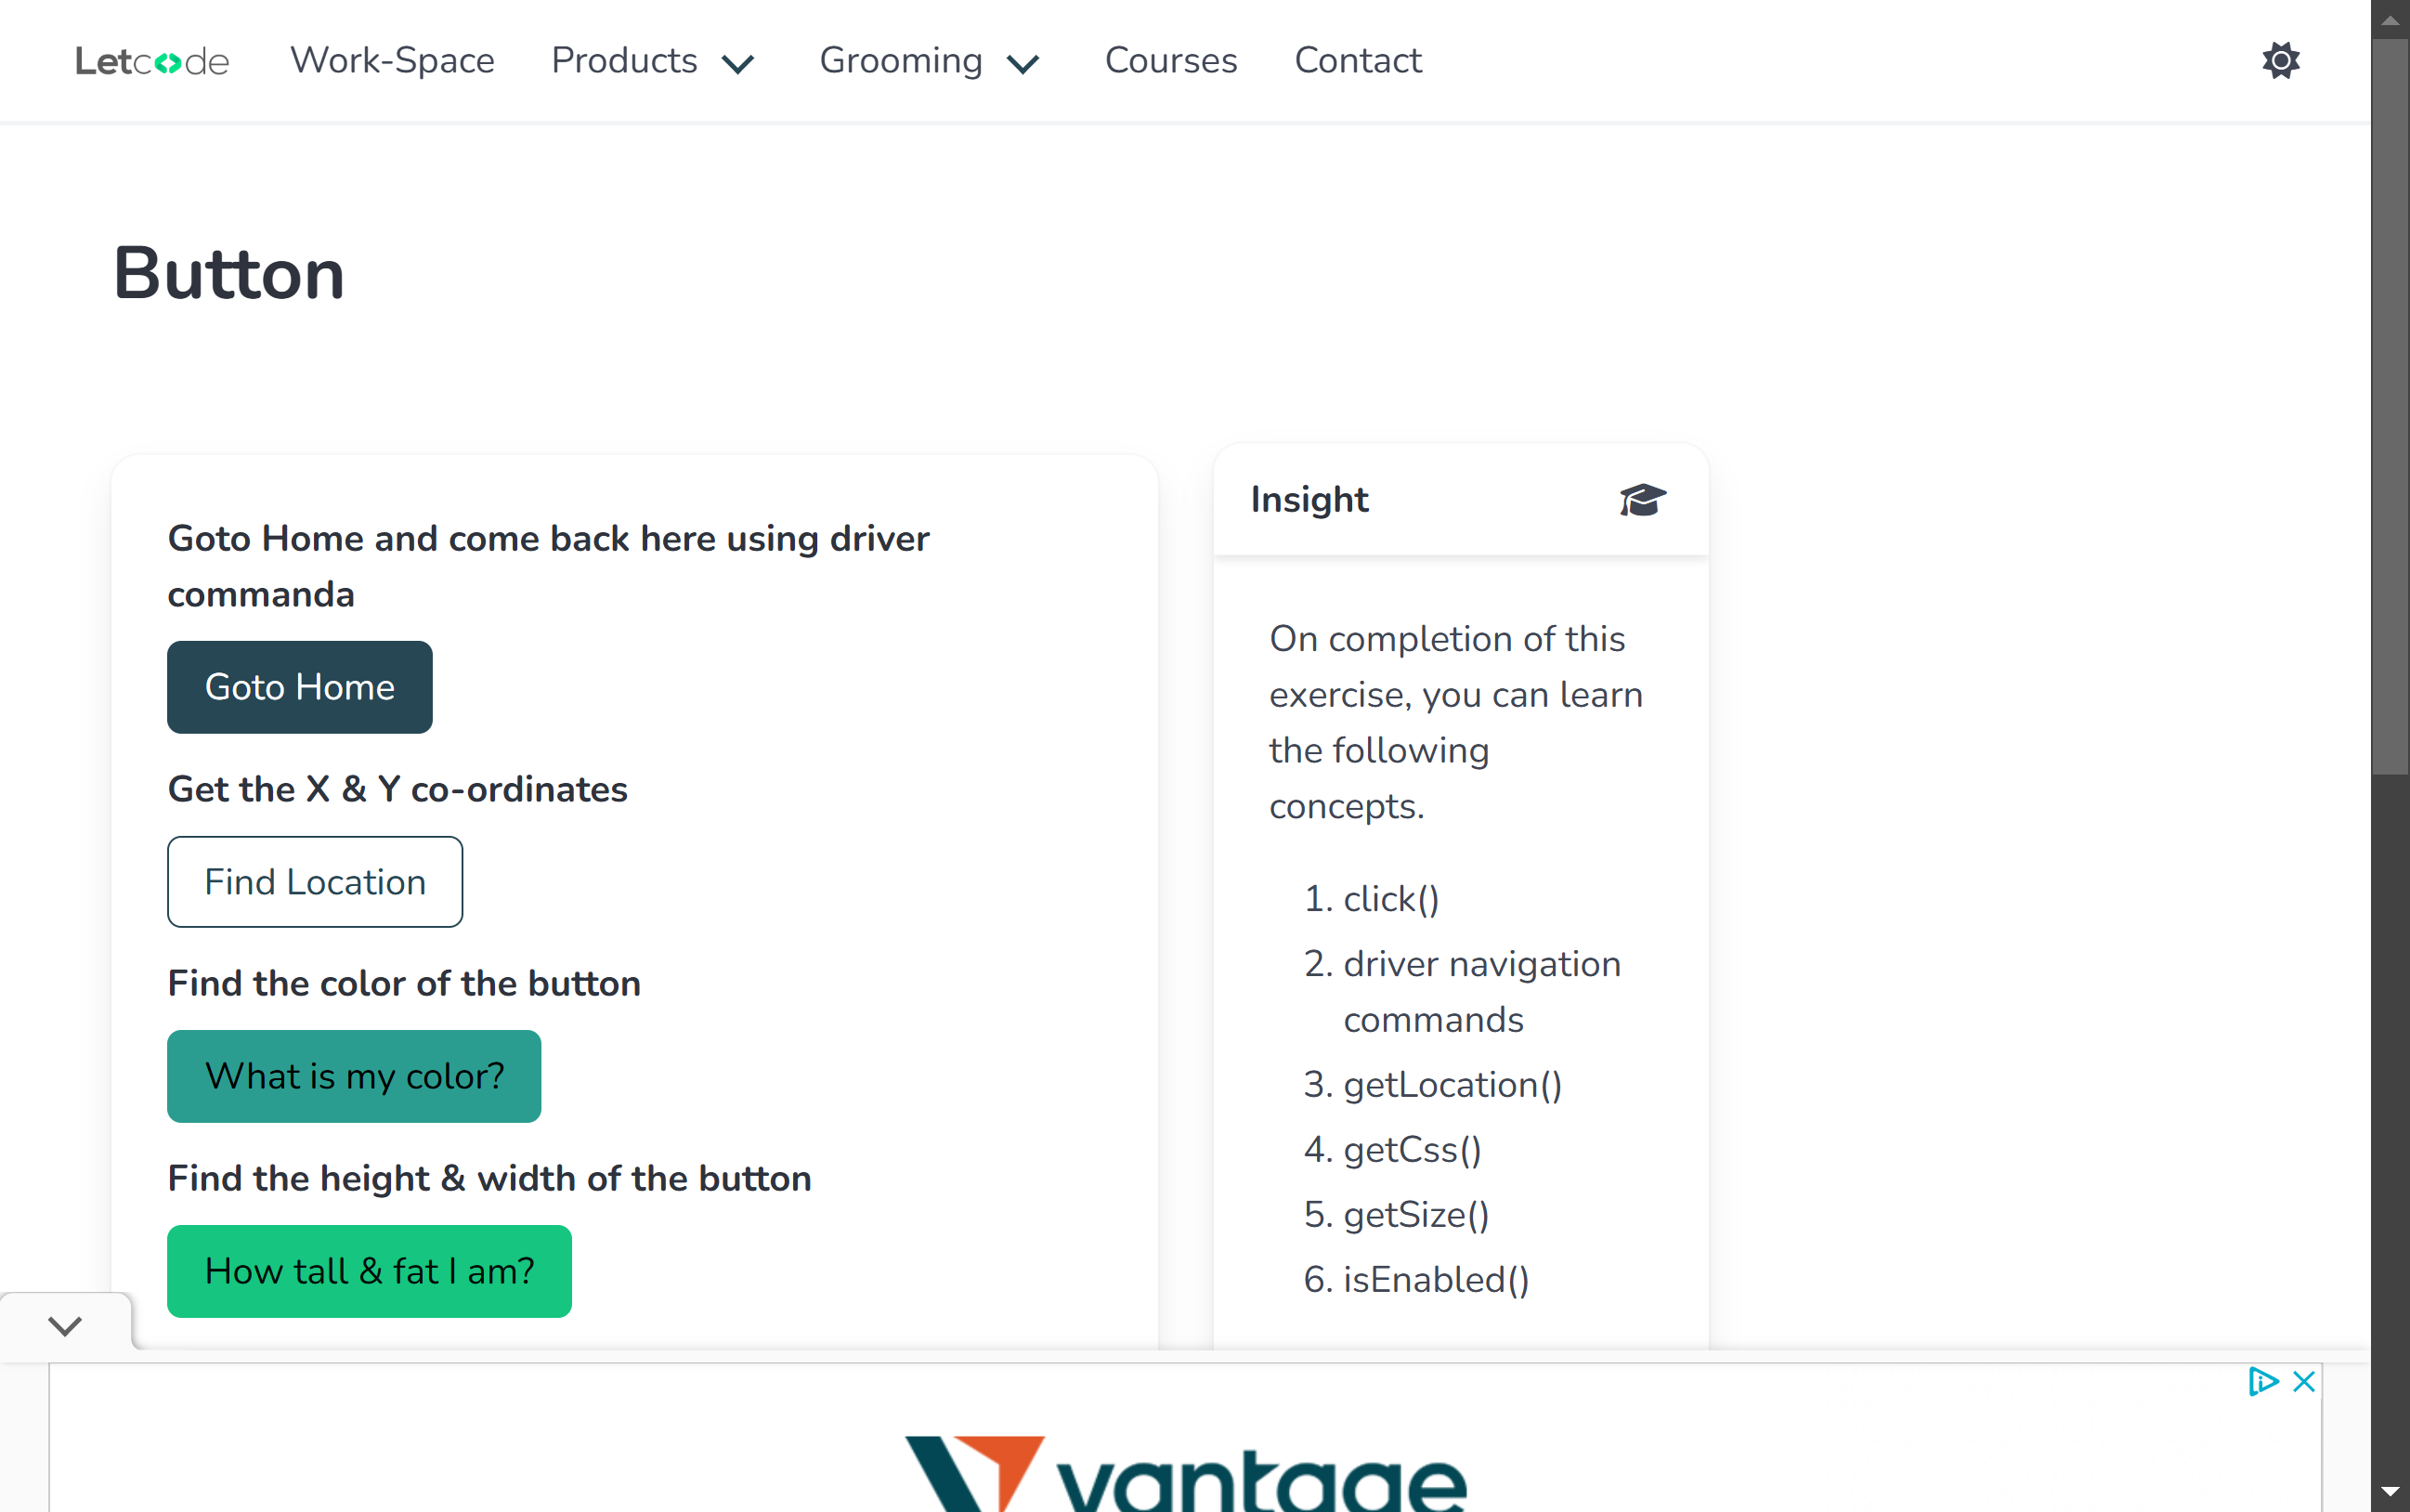 Letcode Work-Space Products Grooming Courses Contact
Button
Goto Home and come back here using driver
commanda
Goto Home
Get the X & Y co-ordinates
Find Location
Find the color of the button
What is my color?
Find the height & width of the button
How tall & fat I am?
Insight
On completion of this
exercise, you can learn
the following
concepts.
1. click()
2. driver navigation
commands
3. getLocation()
4. getCss()
5. getSize()
6. isEnabled()
vantage